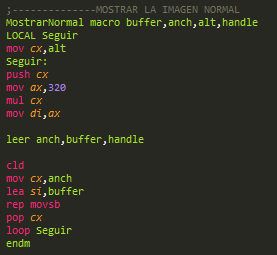 ;--------------MOSTRAR LA IMAGEN NORMAL
MostrarNormal macro buffer,anch,alt,handle
LOCAL Seguir
mov cx,alt
Seguir:
push cx
mov ax,320
mul cx
mov di,ax
leer anch,buffer,handle
cld
mov cx,anch
lea si,buffer
rep movsb
pop cx
loop Seguir
endm